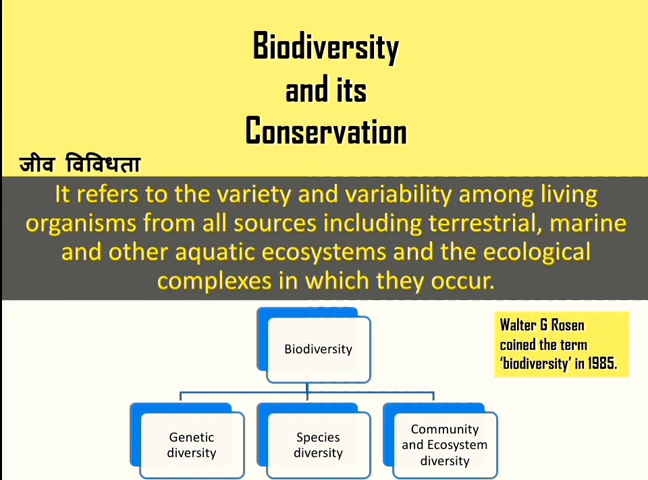 Biodiversity
and its
Conservation
जीव विविधता
It refers to the variety and variability among living
organisms from all sources including terrestrial, marine
and other aquatic ecosystems and the ecological
complexes in which they occur.
Walter G Rosen
coined the term
'biodiversity' in 1985.
Biodiversity
Genetic
diversity
Species
diversity
Community
and Ecosystem
diversity